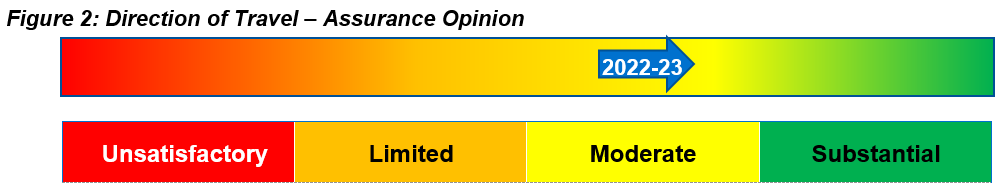 Figure 2: Direction of Travel – Assurance Opinion
2022-23
Unsatisfactory Limited Moderate Substantial